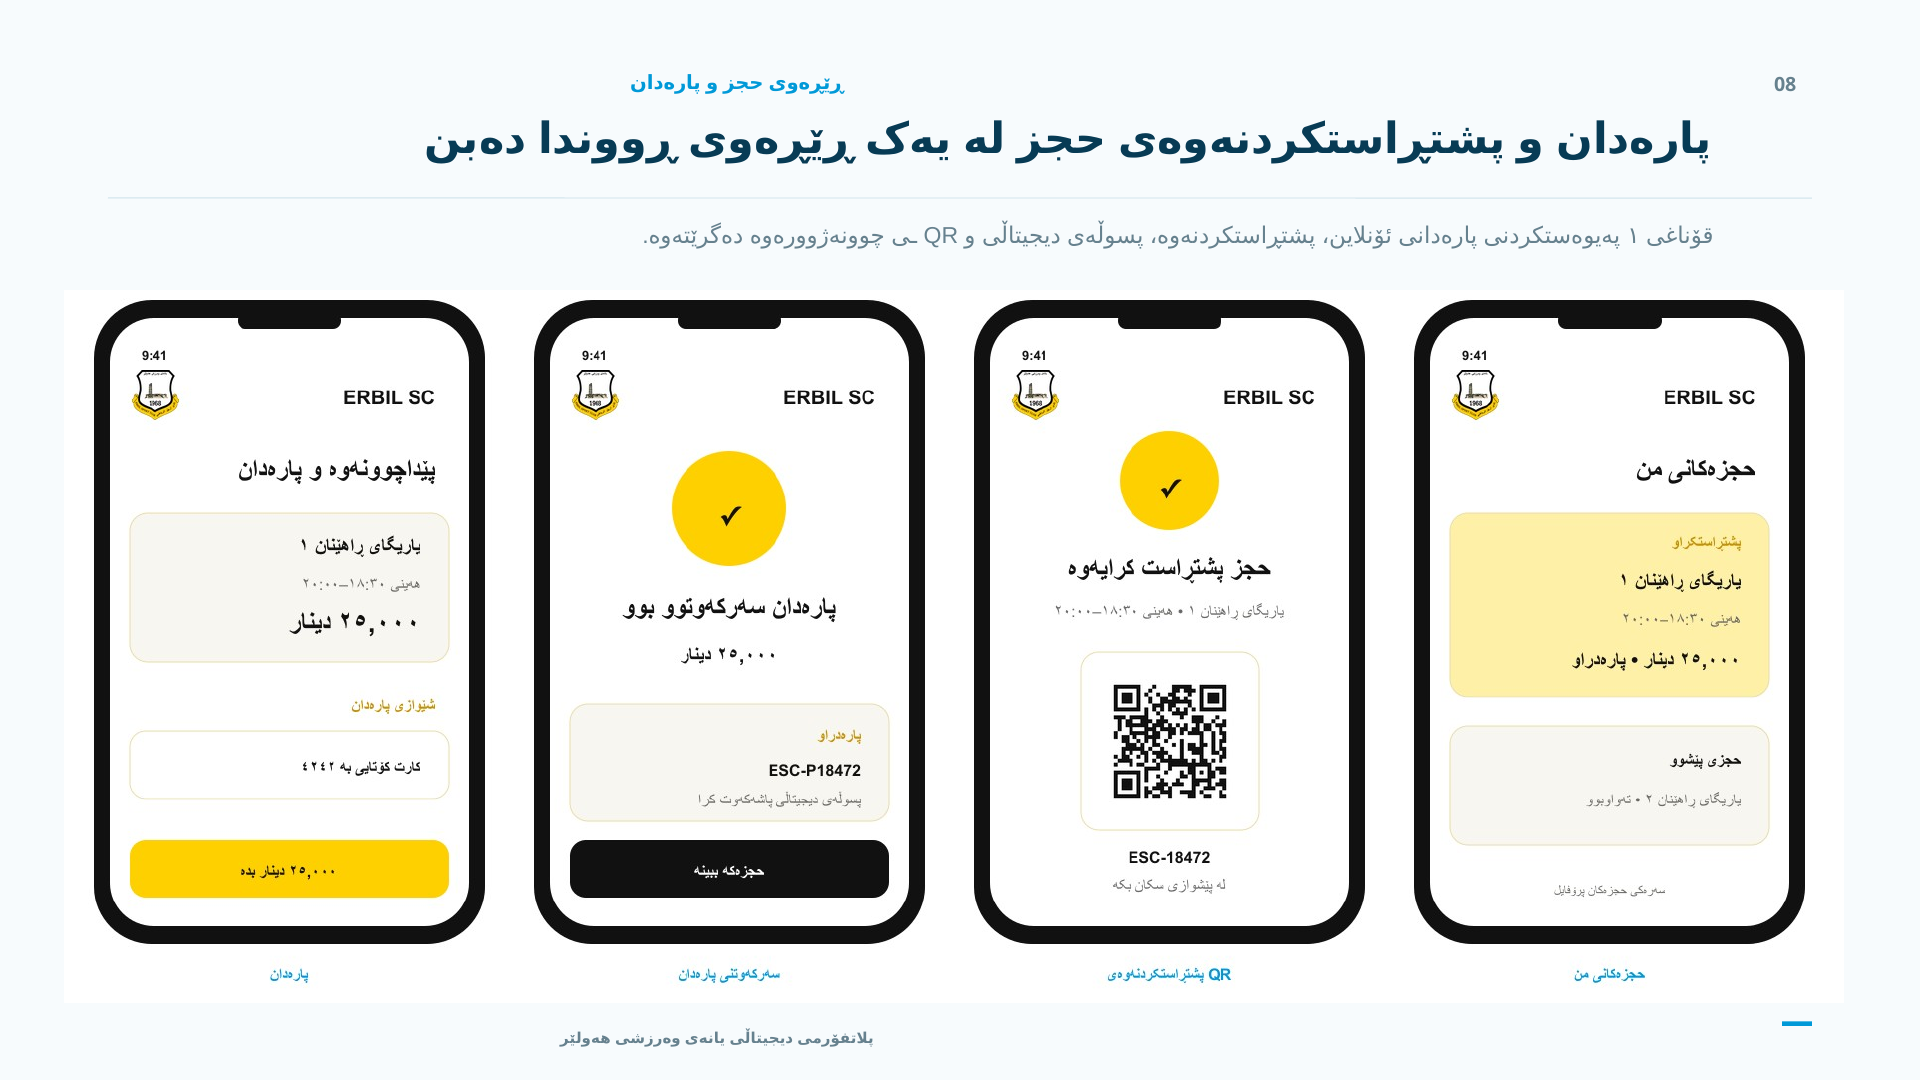 08
ڕێڕەوی حجز و پارەدان
پارەدان و پشتڕاستکردنەوەی حجز لە یەک ڕێڕەوی ڕووندا دەبن
قۆناغی ١ پەیوەستکردنی پارەدانی ئۆنلاین، پشتڕاستکردنەوە، پسوڵەی دیجیتاڵی و QR ـی چوونەژوورەوە دەگرێتەوە.
9:41
1968
ERBIL SC
پێداچوونەوە و پارەدان
یاریگای ڕاهێنان ١
هەینی ١٨:٣٠–٢٠:٠٠
٢٥,٠٠٠ دینار
شێوازی پارەدان
کارت کۆتایی بە ٤٢٤٢
٢٥,٠٠٠ دینار بدە
پارەدان
9:41
1968
ERBIL SC
✓
پارەدان سەرکەوتوو بوو
٢٥,٠٠٠ دینار
پارەدراو
ESC-P18472
پسوڵەی دیجیتاڵی پاشەکەوت کرا
حجزەکە ببینە
سەرکەوتنی پارەدان
9:41
1968
ERBIL SC
✓
حجز پشتڕاست کرایەوە
یاریگای ڕاهێنان ١ • هەینی ١٨:٣٠–٢٠:٠٠
ESC-18472
لە پێشوازی سکان بکە
QR پشتڕاستکردنەوەی
9:41
1968
ERBIL SC
حجزەکانی من
پشتڕاستکراو
یاریگای ڕاهێنان ١
هەینی ١٨:٣٠–٢٠:٠٠
٢٥,٠٠٠ دینار • پارەدراو
حجزی پێشوو
یاریگای ڕاهێنان ٢ • تەواوبوو
سەرەکی حجزەکان پرۆفایل
حجزەکانی من
پلاتفۆرمی دیجیتاڵی یانەی وەرزشی هەولێر